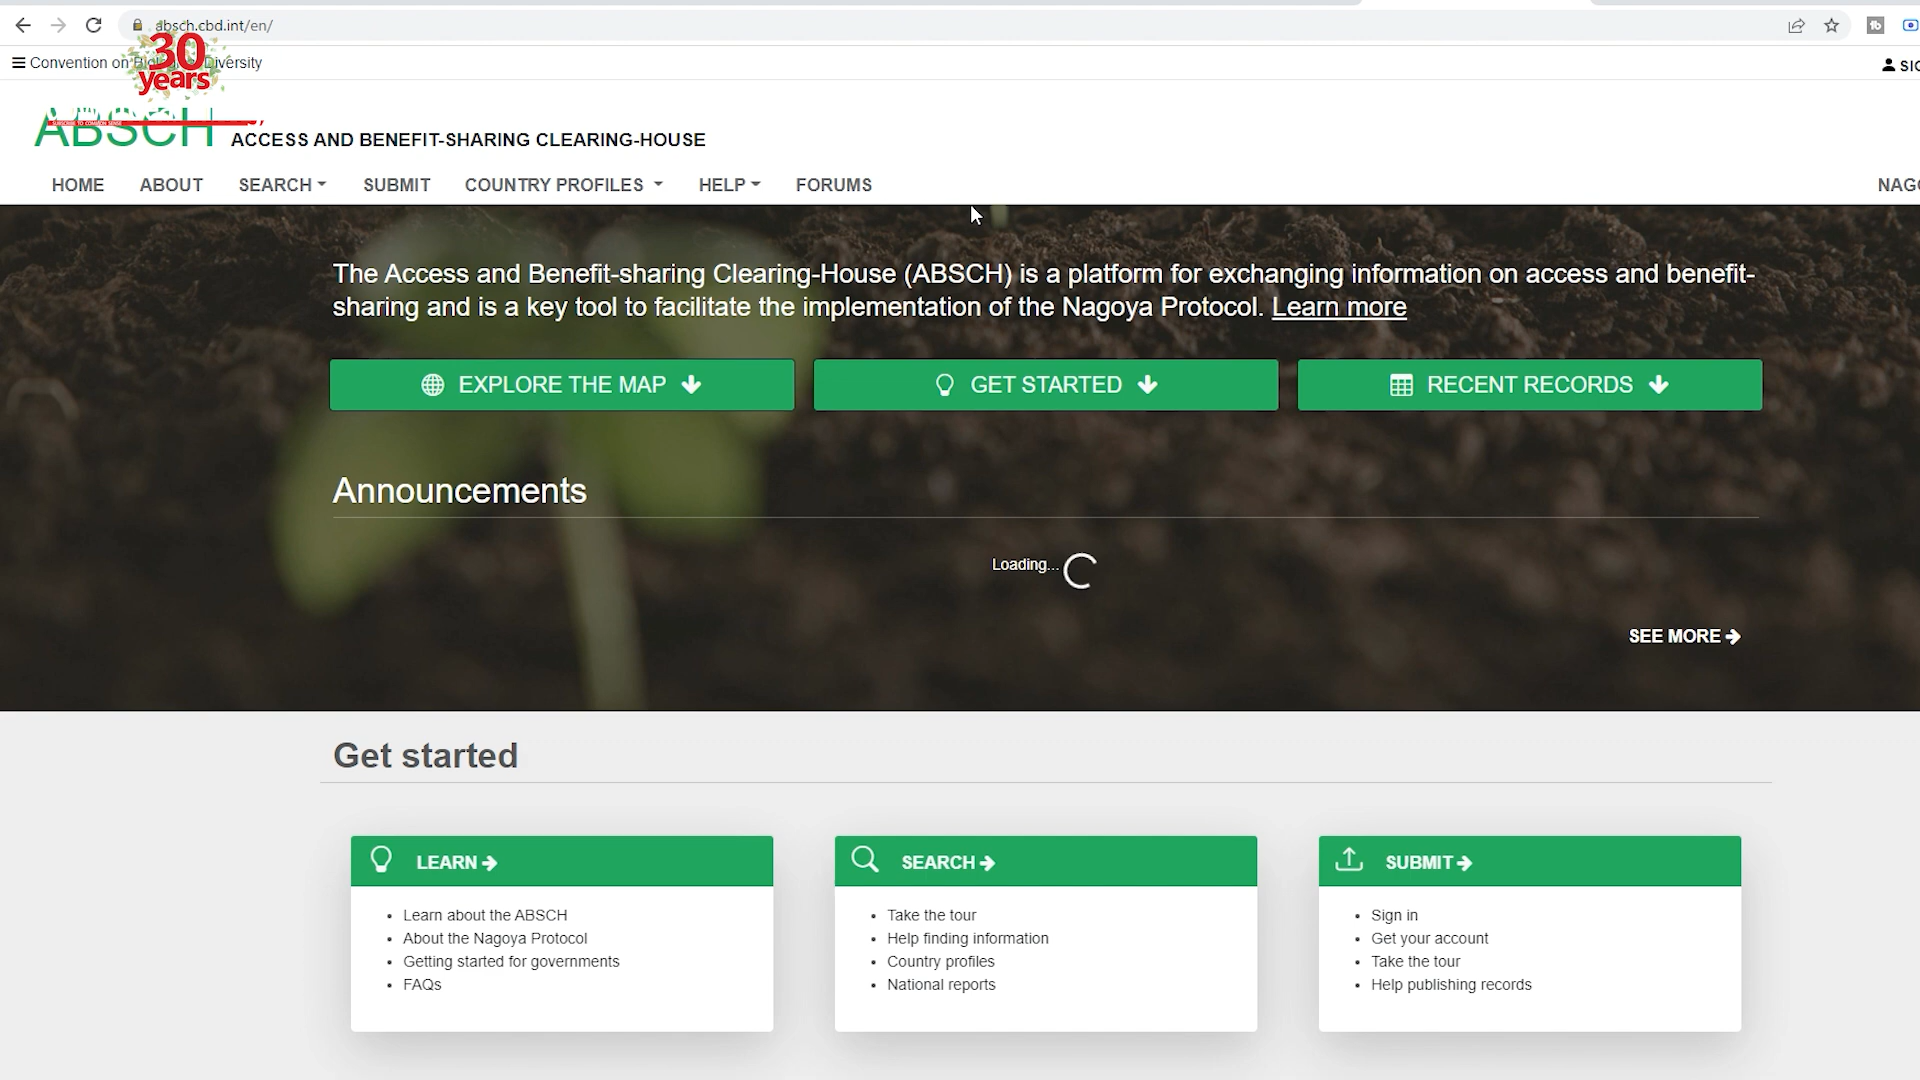 absch.cbd.int/en/
Convention on Biological Diversity
30
years
SUBSCRIBE TO COMMON SENSE
ABSCH
ACCESS AND BENEFIT-SHARING CLEARING-HOUSE
HOME ABOUT SEARCH SUBMIT COUNTRY PROFILES HELP FORUMS
The Access and Benefit-sharing Clearing-House (ABSCH) is a platform for exchanging information on access and benefit-
sharing and is a key tool to facilitate the implementation of the Nagoya Protocol. Learn more
EXPLORE THE MAP GET STARTED RECENT RECORDS
Announcements
Loading...
SEE MORE
Get started
LEARN
Learn about the ABSCH
About the Nagoya Protocol
Getting started for governments
FAQs
SEARCH
Take the tour
Help finding information
Country profiles
National reports
SUBMIT
Sign in
Get your account
Take the tour
Help publishing records